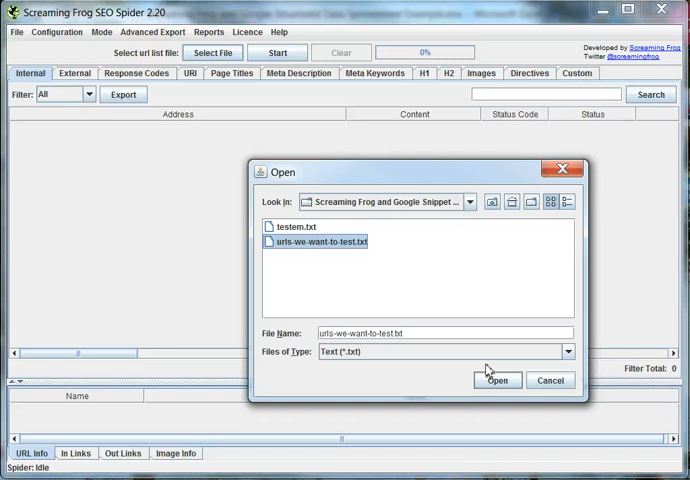 Screaming Frog SEO Spider 2.20
File Configuration Mode Advanced Export Reports Licence Help
Select url list file: Select File Start Clear 0%
Developed by Screaming Frog
Twitter @screamingfrog
Internal External Response Codes URI Page Titles Meta Description Meta Keywords H1 H2 Images Directives Custom
Filter: All Export Search
Address Content Status Code Status
Open
Look In: Screaming Frog and Google Snippet ...
testem.txt
urls-we-want-to-test.txt
File Name: urls-we-want-to-test.txt
Files of Type: Text (*.txt)
Open Cancel
Filter Total: 0
Name
URL Info In Links Out Links Image Info
Spider: Idle